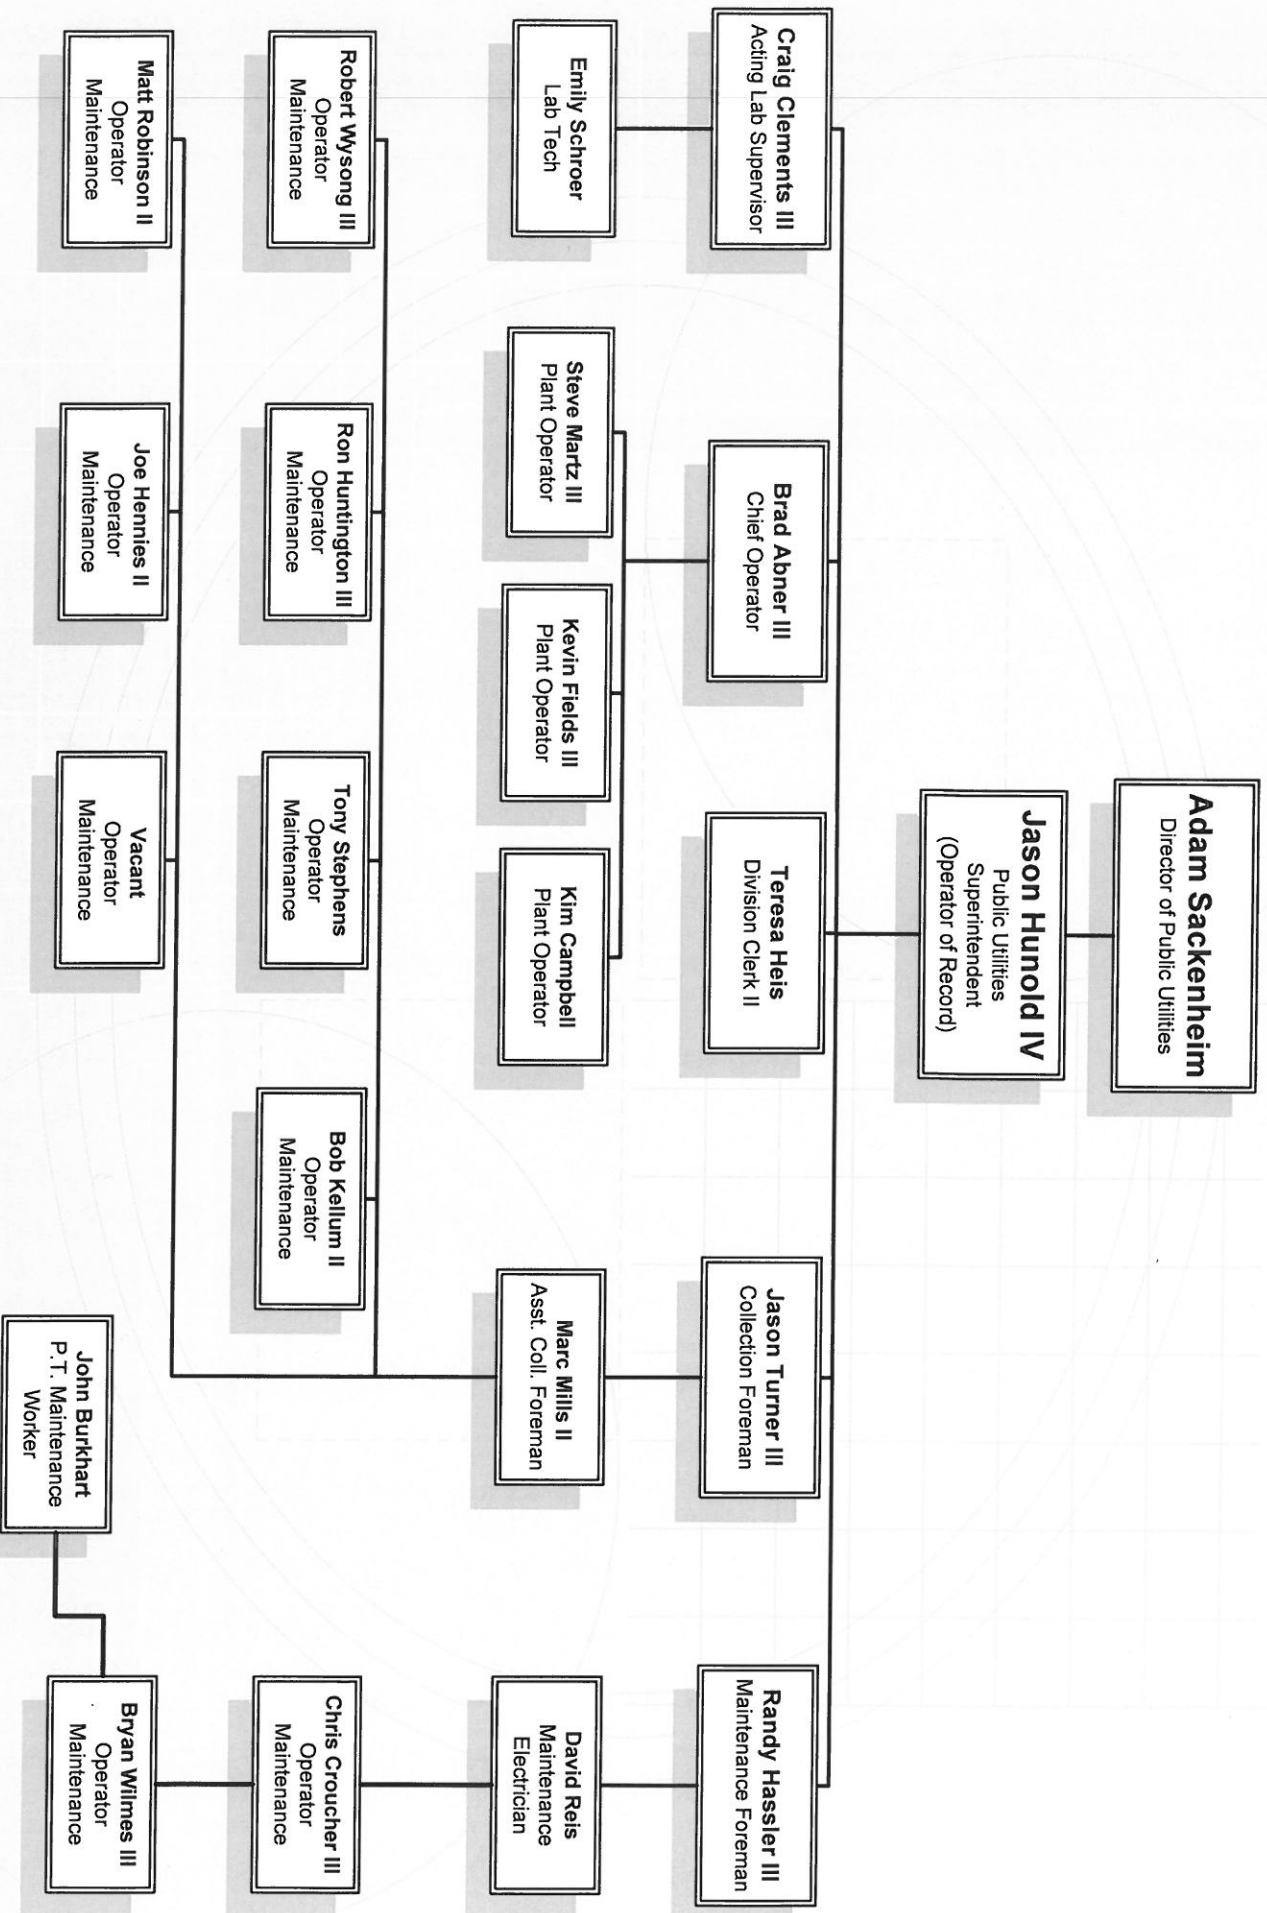 Adam Sackenheim
Director of Public Utilities
Jason Hunold IV
Public Utilities
Superintendent
(Operator of Record)
Craig Clements III
Acting Lab Supervisor
Brad Abner III
Chief Operator
Teresa Heis
Division Clerk II
Jason Turner III
Collection Foreman
Randy Hassler III
Maintenance Foreman
Emily Schroer
Lab Tech
Steve Martz III
Plant Operator
Kevin Fields III
Plant Operator
Kim Campbell
Plant Operator
Marc Mills II
Asst. Coll. Foreman
David Reis
Maintenance
Electrician
Robert Wysong III
Operator
Maintenance
Ron Huntington III
Operator
Maintenance
Tony Stephens
Operator
Maintenance
Bob Kellum II
Operator
Maintenance
Chris Croucher III
Operator
Maintenance
Matt Robinson II
Operator
Maintenance
Joe Hennies II
Operator
Maintenance
Vacant
Operator
Maintenance
Bryan Wilmes III
Operator
Maintenance
John Burkhart
P.T. Maintenance
Worker